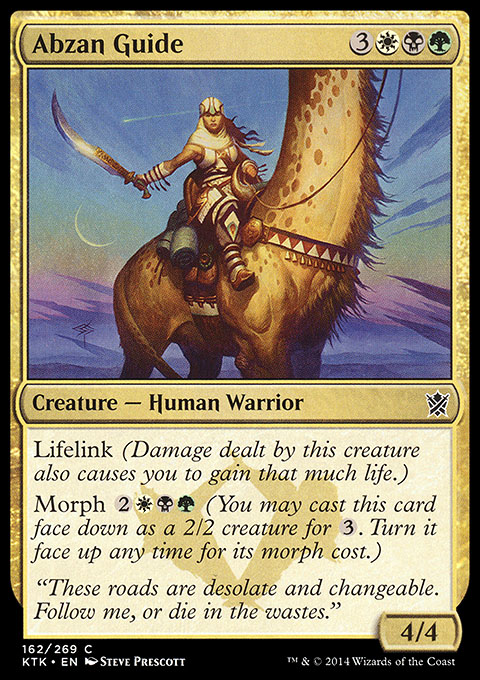 Abzan Guide 3
Creature — Human Warrior
Lifelink (Damage dealt by this creature
also causes you to gain that much life.)
Morph 2 (You may cast this card
face down as a 2/2 creature for 3. Turn it
face up any time for its morph cost.)
“These roads are desolate and changeable.
Follow me, or die in the wastes.”
4/4
162/269 C
KTK • EN Steve Prescott
™ & © 2014 Wizards of the Coast